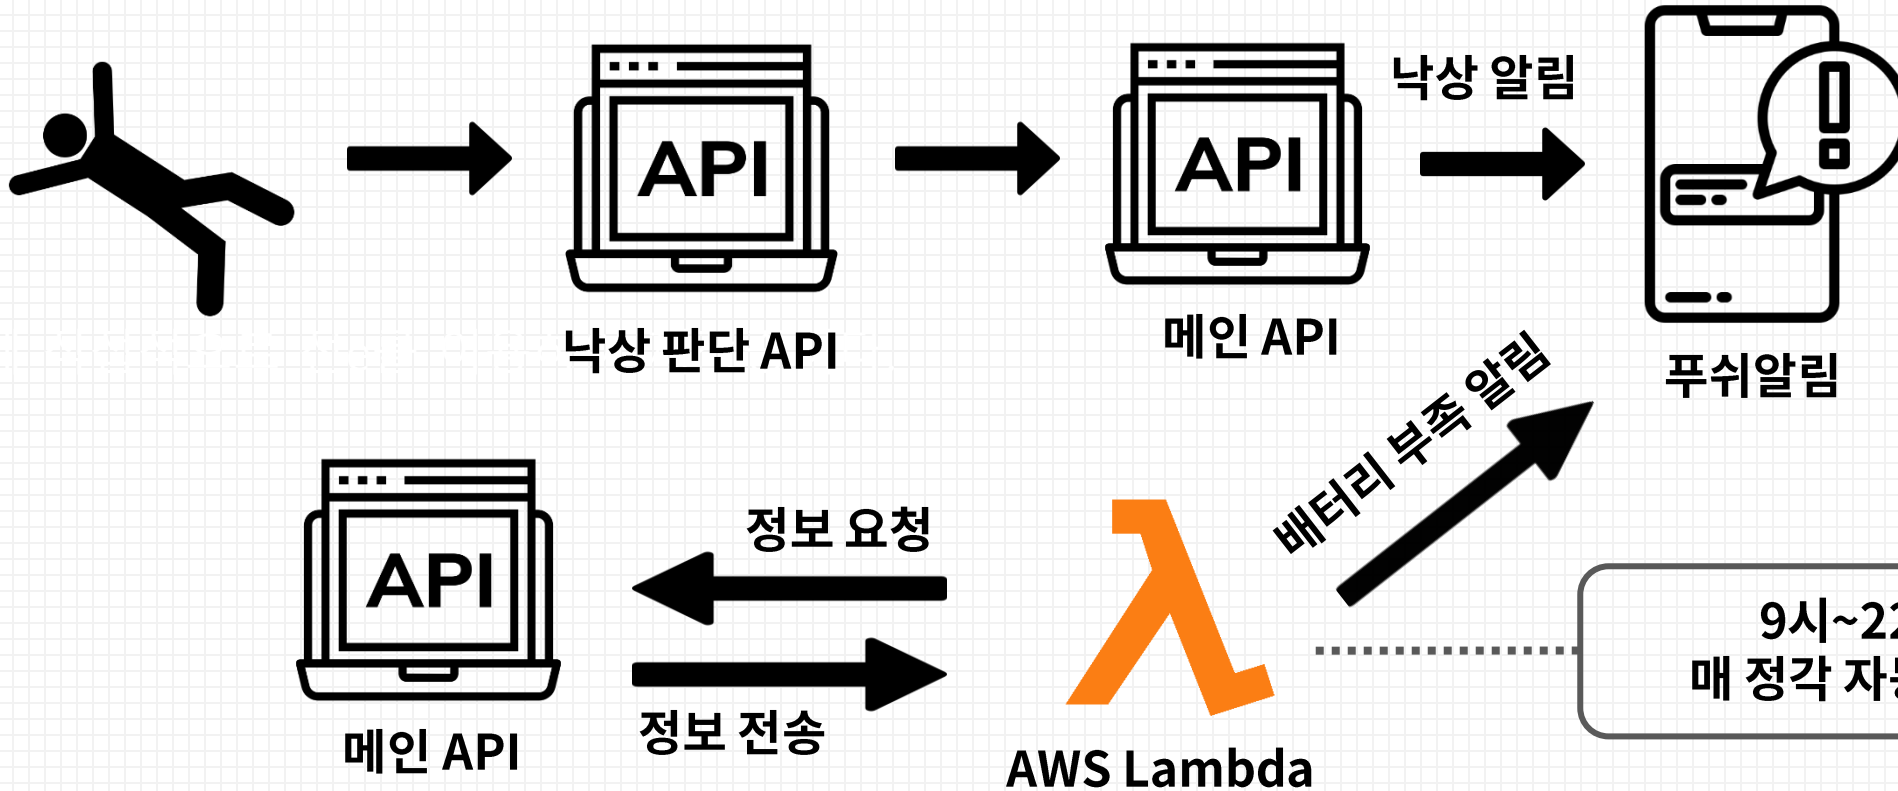 API
API
낙상 알림
낙상 판단 API
메인 API
푸쉬알림
API
정보 요청
정보 전송
배터리 부족 알림
9시~22
매 정각
메인 API
AWS Lambda